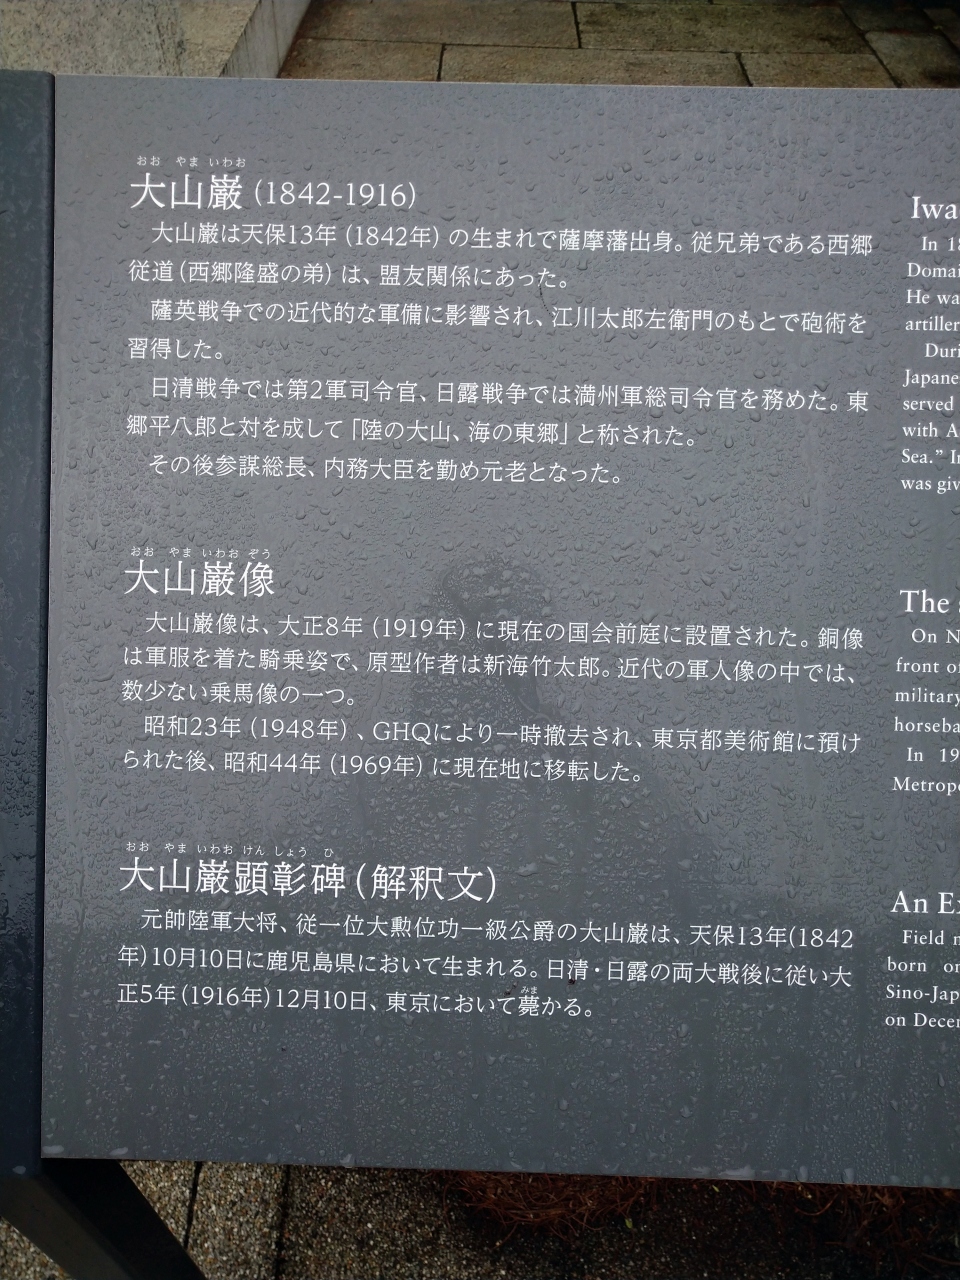 おお やま いわお
大山巌 (1842-1916)
大山巌は天保13年 (1842年) の生まれで薩摩藩出身。従兄弟である西郷
従道 (西郷隆盛の弟) は、盟友関係にあった。
薩英戦争での近代的な軍備に影響され、江川太郎左衛門のもとで砲術を
習得した。
日清戦争では第2軍司令官、日露戦争では満州軍総司令官を務めた。東
郷平八郎と対を成して「陸の大山、海の東郷」と称された。
その後参謀総長、内務大臣を勤め元老となった。
おお やま いわお ぞう
大山巌像
大山巌像は、大正8年 (1919年) に現在の国会前庭に設置された。銅像
は軍服を着た騎乗姿で、原型作者は新海竹太郎。近代の軍人像の中では、
数少ない乗馬像の一つ。
昭和23年 (1948年) 、GHQにより一時撤去され、東京都美術館に預け
られた後、昭和44年 (1969年) に現在地に移転した。
おお やま いわお けん しょう ひ
大山巌顕彰碑 (解釈文)
元帥陸軍大将、従一位大勲位功一級公爵の大山巌は、天保13年(1842
年)10月10日に鹿児島県において生まれる。日清・日露の両大戦後に従い大
正5年 (1916年) 12月10日、東京において薨かる。
みま
Iwa
In 18
Domai
He wa
artiller
Duri
Japane
served
with A
Sea.” In
was giv
The s
On N
front of
military
horseba
In 19
Metrope
An Ex
Field m
born on
Sino-Jap
on Decem